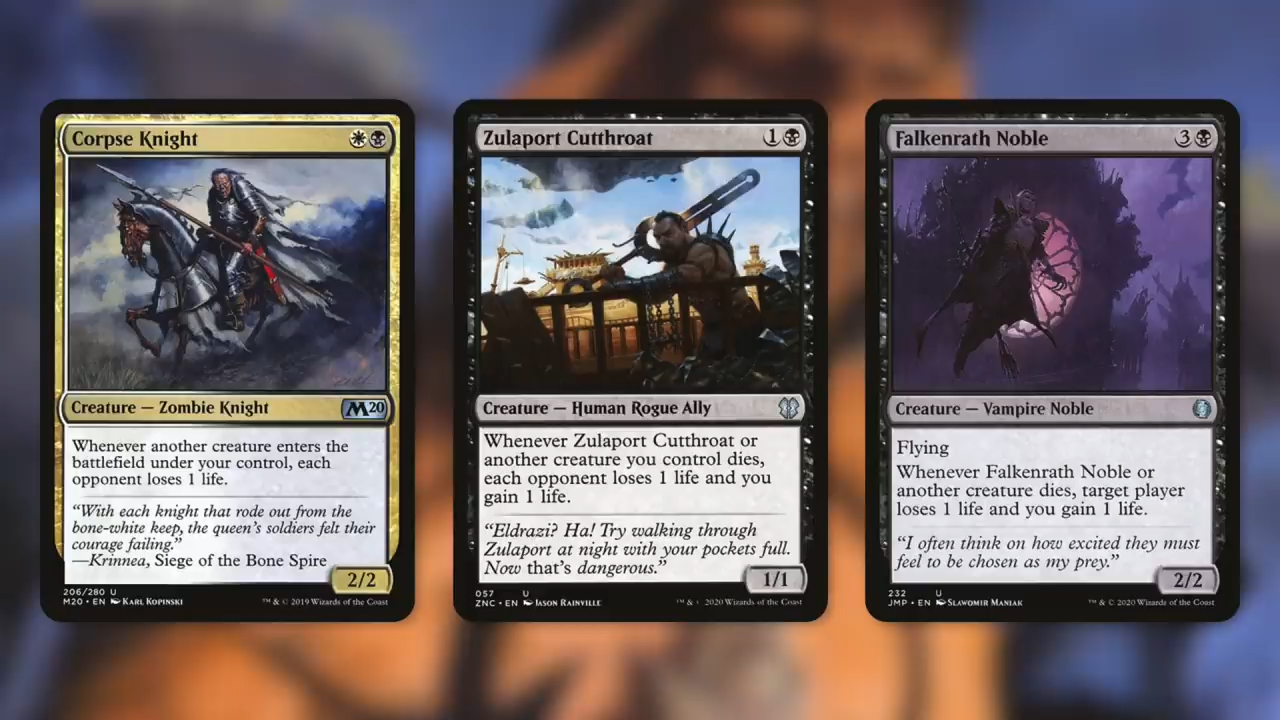 Corpse Knight
Creature — Zombie Knight
M20
Whenever another creature enters the
battlefield under your control, each
opponent loses 1 life.
“With each knight that rode out from the
bone-white keep, the queen’s soldiers felt their
courage failing.”
—Krinnea, Siege of the Bone Spire
2/2
206/280 U
M20 • EN KARL KOPINSKI
™ & © 2019 Wizards of the Coast
Zulaport Cutthroat
1
Creature — Human Rogue Ally
Whenever Zulaport Cutthroat or
another creature you control dies,
each opponent loses 1 life and you
gain 1 life.
“Eldrazi? Ha! Try walking through
Zulaport at night with your pockets full.
Now that’s dangerous.”
1/1
057 U
ZNC • EN JASON RAINVILLE
™ & © 2020 Wizards of the Coast
Falkenrath Noble
3
Creature — Vampire Noble
Flying
Whenever Falkenrath Noble or
another creature dies, target player
loses 1 life and you gain 1 life.
“I often think on how excited they must
feel to be chosen as my prey.”
2/2
232 U
JMP • EN SLAWOMIR MANIAK
™ & © 2020 Wizards of the Coast